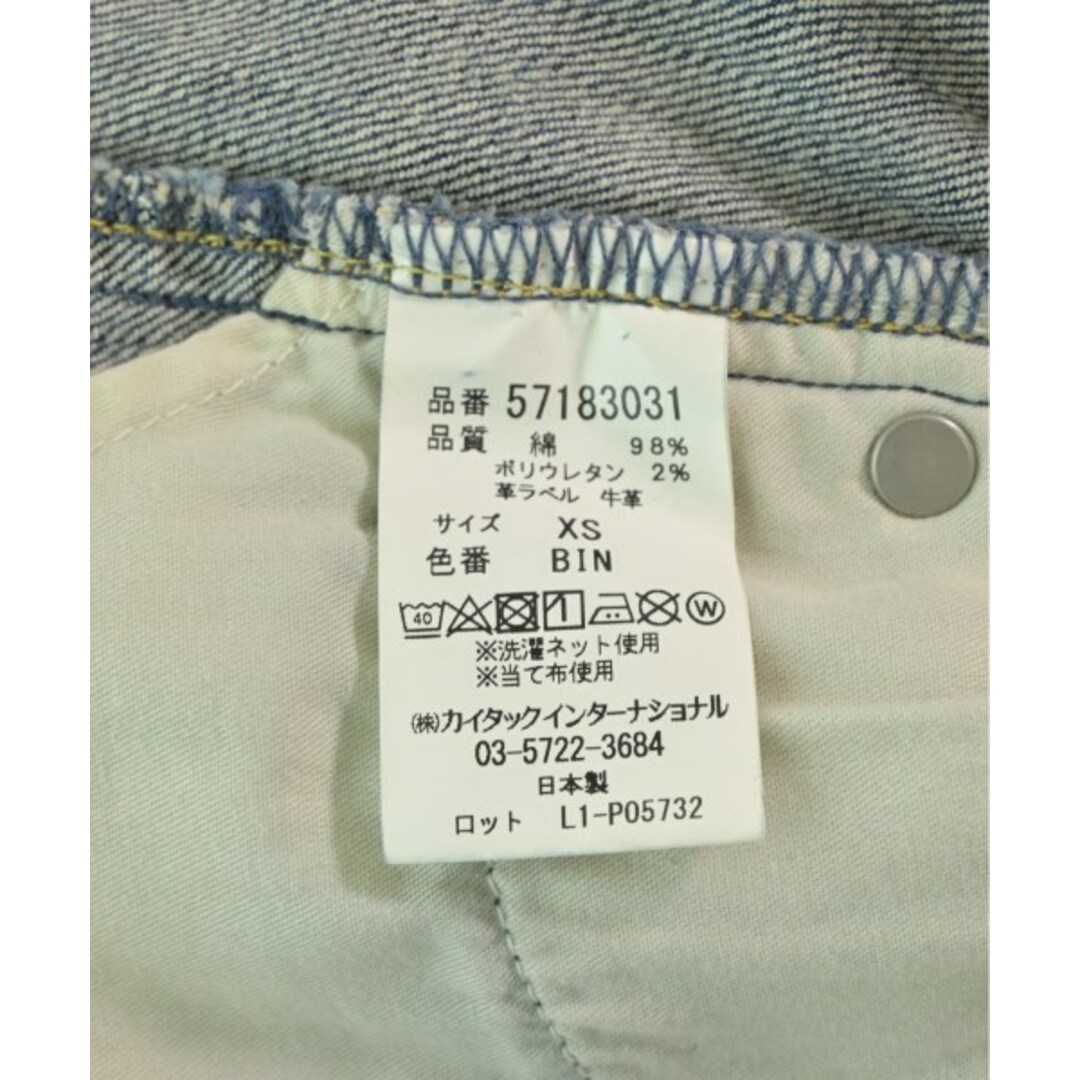 品番 57183031
品質 綿 98%
ポリウレタン 2%
革ラベル 牛革
サイズ XS
色番 BIN
40 W
※洗濯ネット使用
※当て布使用
㈱カイタックインターナショナル
03-5722-3684
日本製
ロット L1-P05732